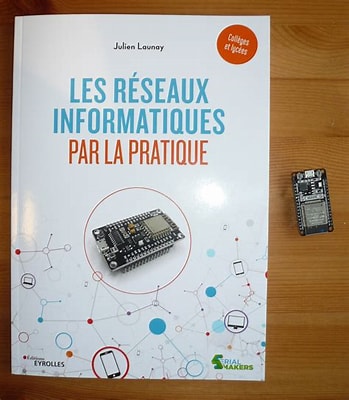 Julien Launay
Collèges
et lycées
LES RÉSEAUX
INFORMATIQUES
PAR LA PRATIQUE
Éditions
EYROLLES
SERIAL
MAKERS